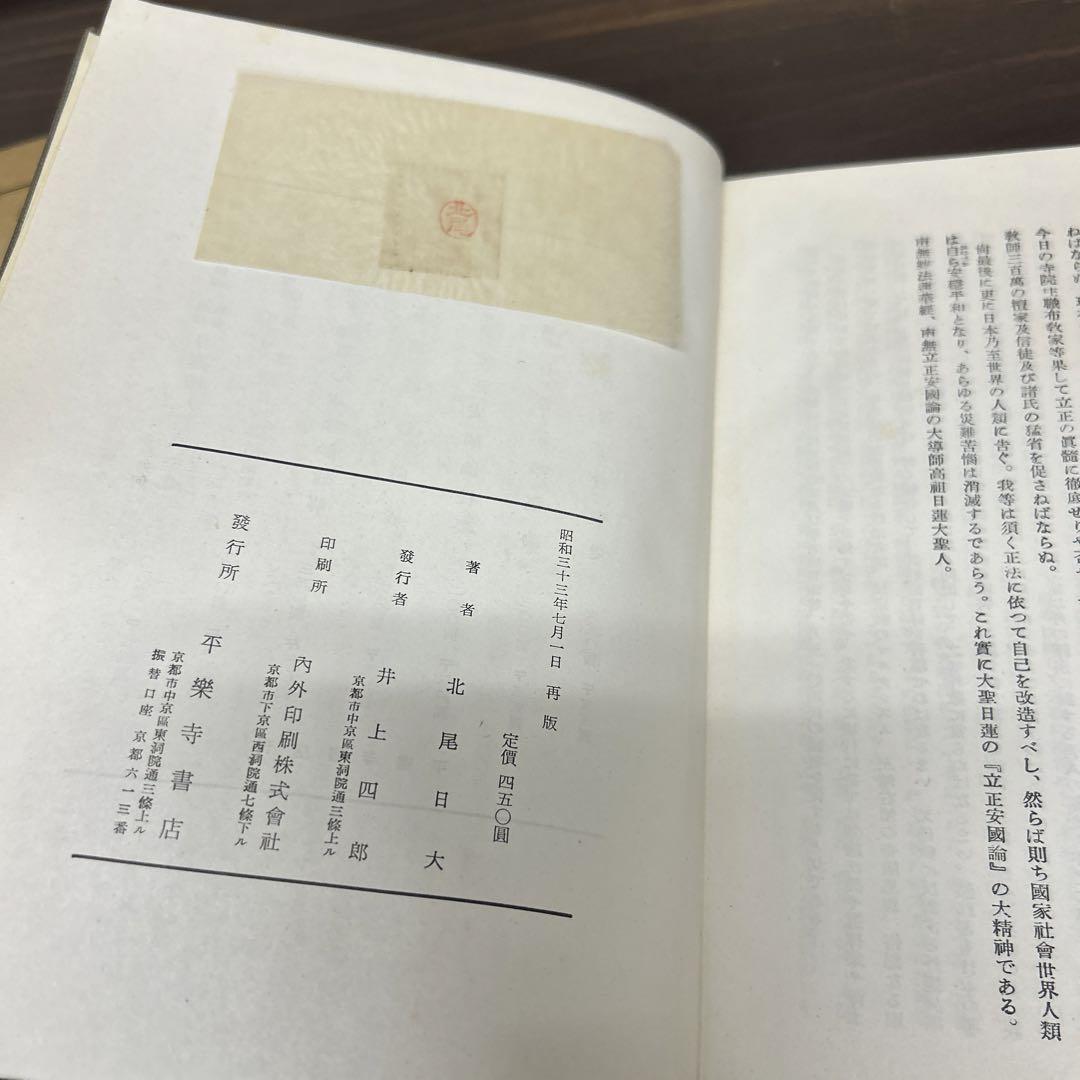 今日の寺院主職布教家等果して立正の眞髓に徹底せりや
教師三百萬の檀家及信徒及び諸氏の猛省を促さねばならぬ。
尙最後に更に日本乃至世界の人類に吿ぐ。我等は須く正法に依つて自己を改造すべし、然らば則ち國家社會世界人類
は自ら安穩平和となり、あらゆる災難苦惱は消滅するであらう。これ實に大聖日蓮の『立正安國論』の大精神である。
南無妙法蓮華經、南無立正安國論の大導師高祖日蓮大聖人。
昭和三十三年七月一日 再版
定價 四五〇圓
著者 北尾日大
發行者 井上四郎
京都市中京區東洞院通三條上ル
印刷所 內外印刷株式會社
京都市下京區西洞院通七條下ル
發行所 平樂寺書店
京都市中京區東洞院通三條上ル
振替口座京都六一三番